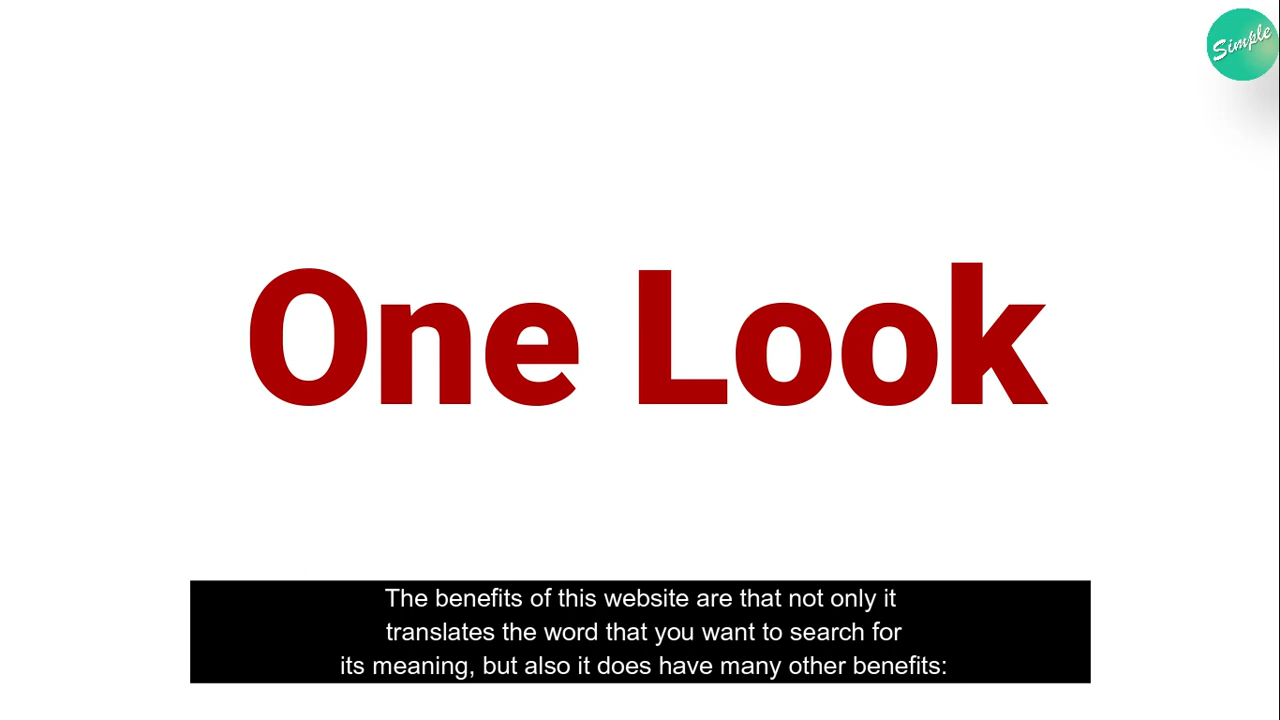 Simple
One Look
The benefits of this website are that not only it
translates the word that you want to search for
its meaning, but also it does have many other benefits: